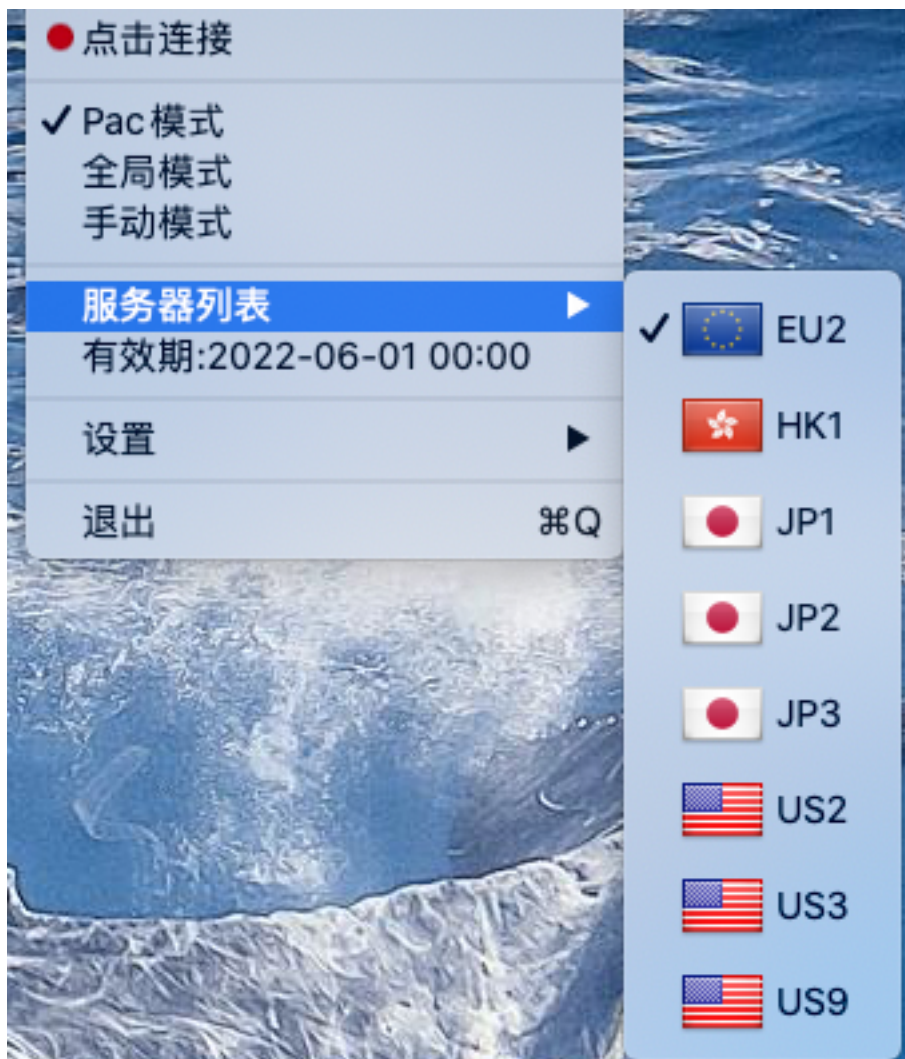 点击连接
Pac模式
全局模式
手动模式
服务器列表
有效期:2022-06-01 00:00
设置
退出 ⌘Q
EU2
HK1
JP1
JP2
JP3
US2
US3
US9